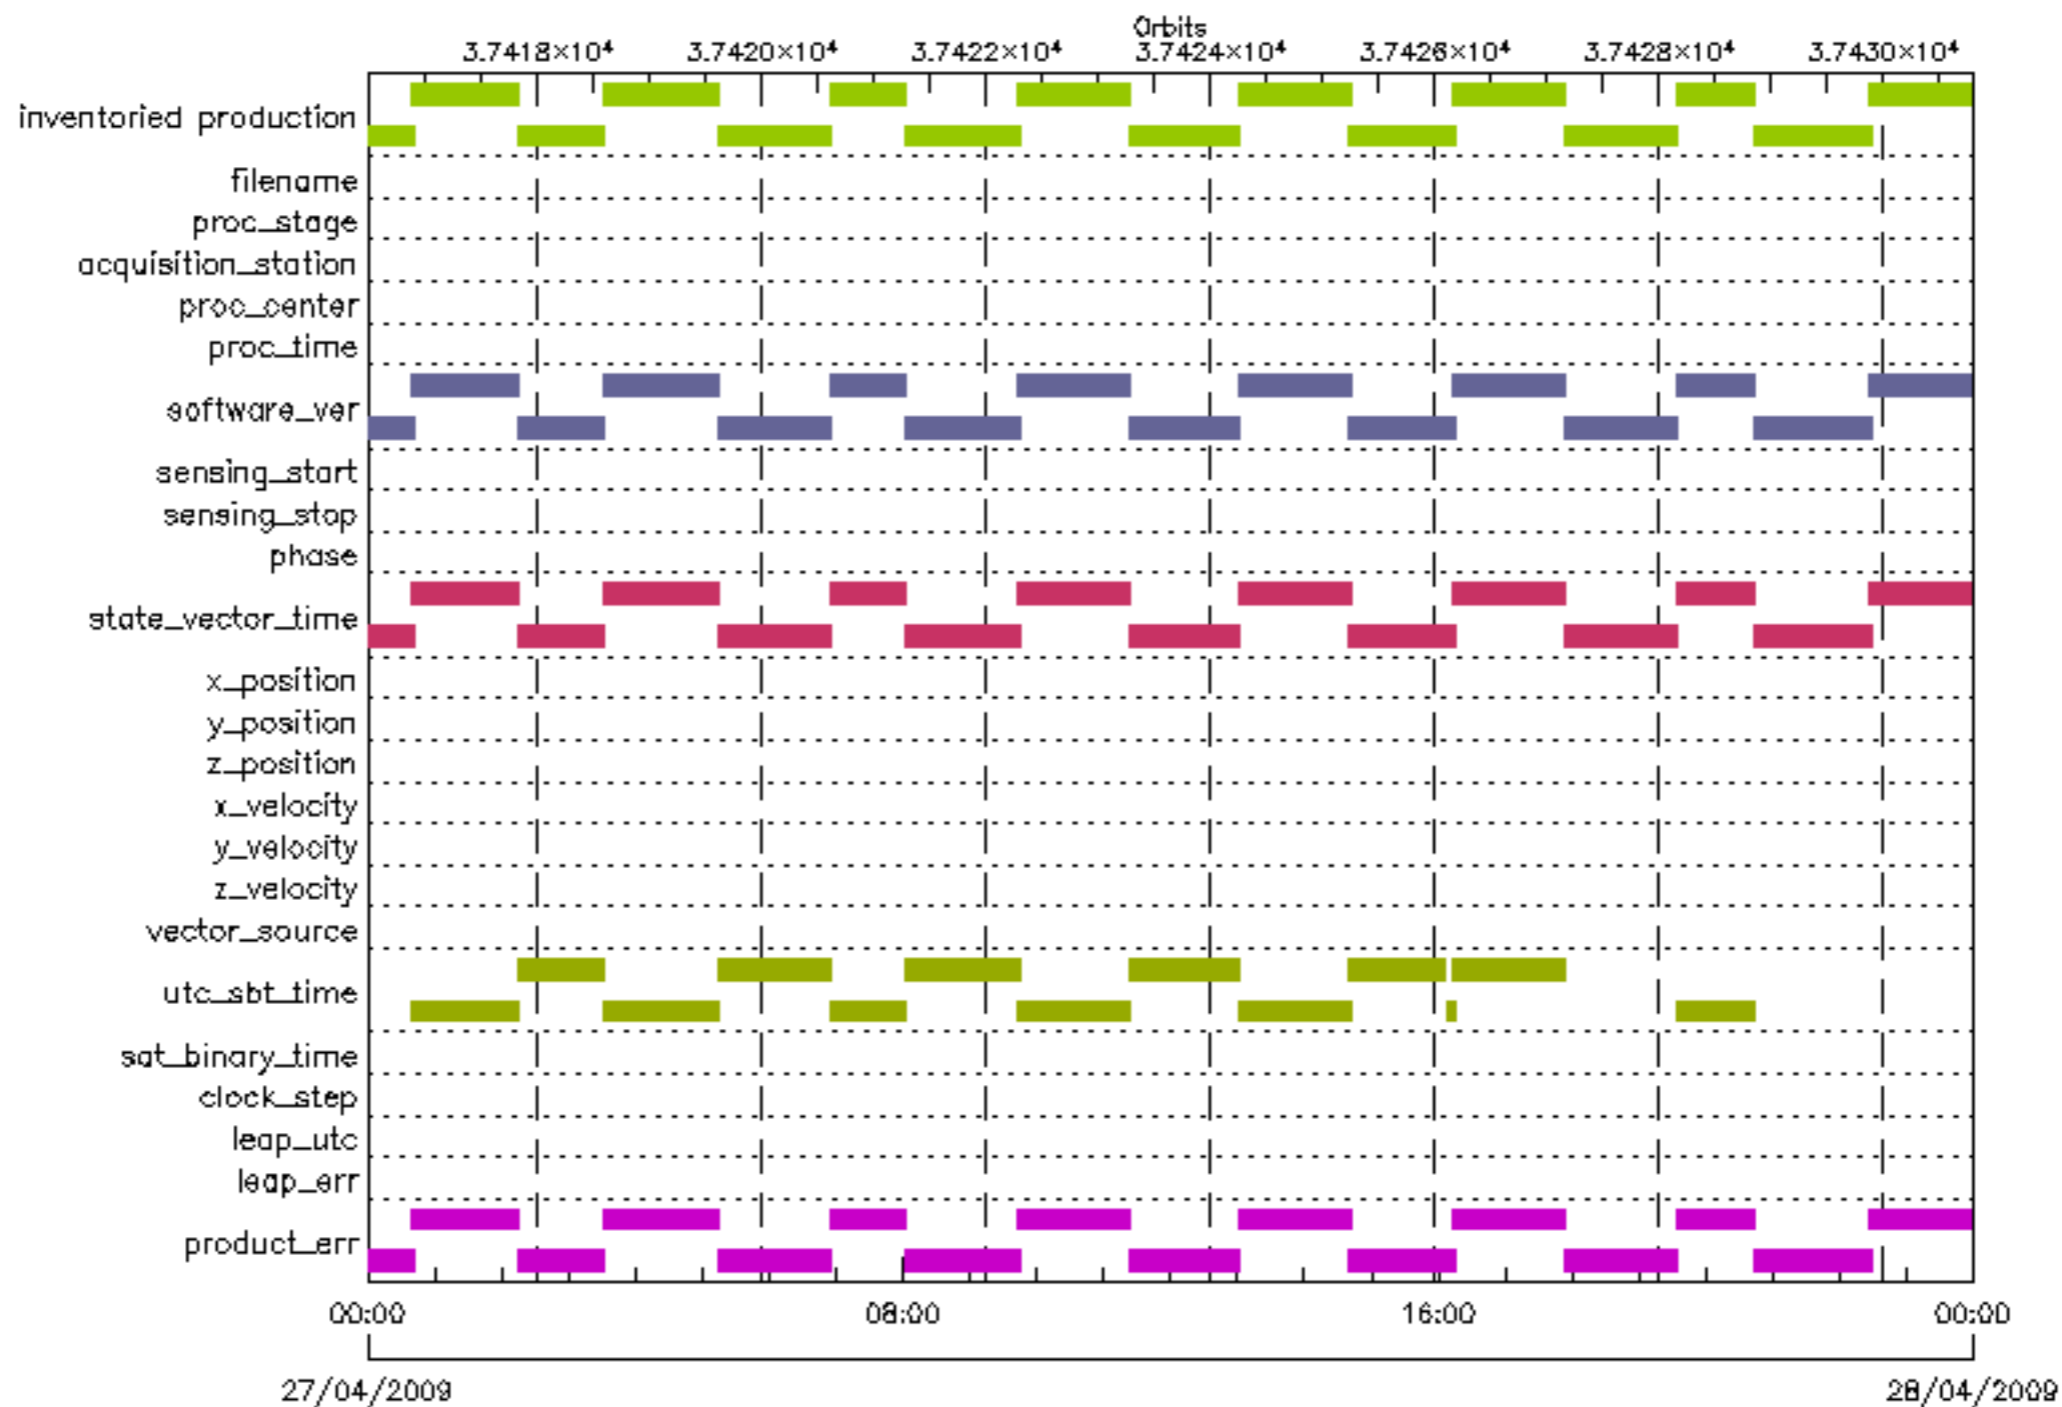 Orbits
3.7418×10⁴ 3.7420×10⁴ 3.7422×10⁴ 3.7424×10⁴ 3.7426×10⁴ 3.7428×10⁴ 3.7430×10⁴
inventoried production
filename
proc_stage
acquisition_station
proc_center
proc_time
software_ver
sensing_start
sensing_stop
phase
state_vector_time
x_position
y_position
z_position
x_velocity
y_velocity
z_velocity
vector_source
utc_sbt_time
sat_binary_time
clock_step
leap_utc
leap_err
product_err
00:00 08:00 16:00 00:00
27/04/2009 28/04/2009